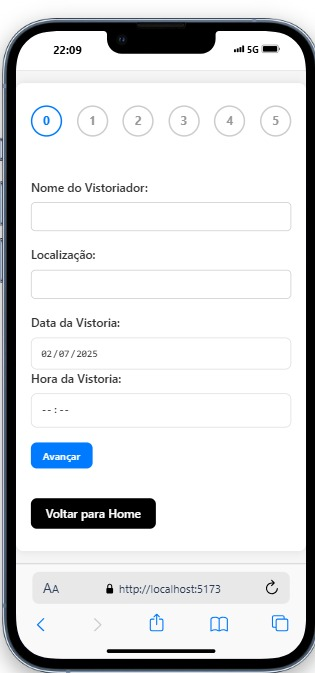 22:09 5G
0 1 2 3 4 5
Nome do Vistoriador:
Localização:
Data da Vistoria:
02/07/2025
Hora da Vistoria:
--:--
Avançar
Voltar para Home
AA http://localhost:5173